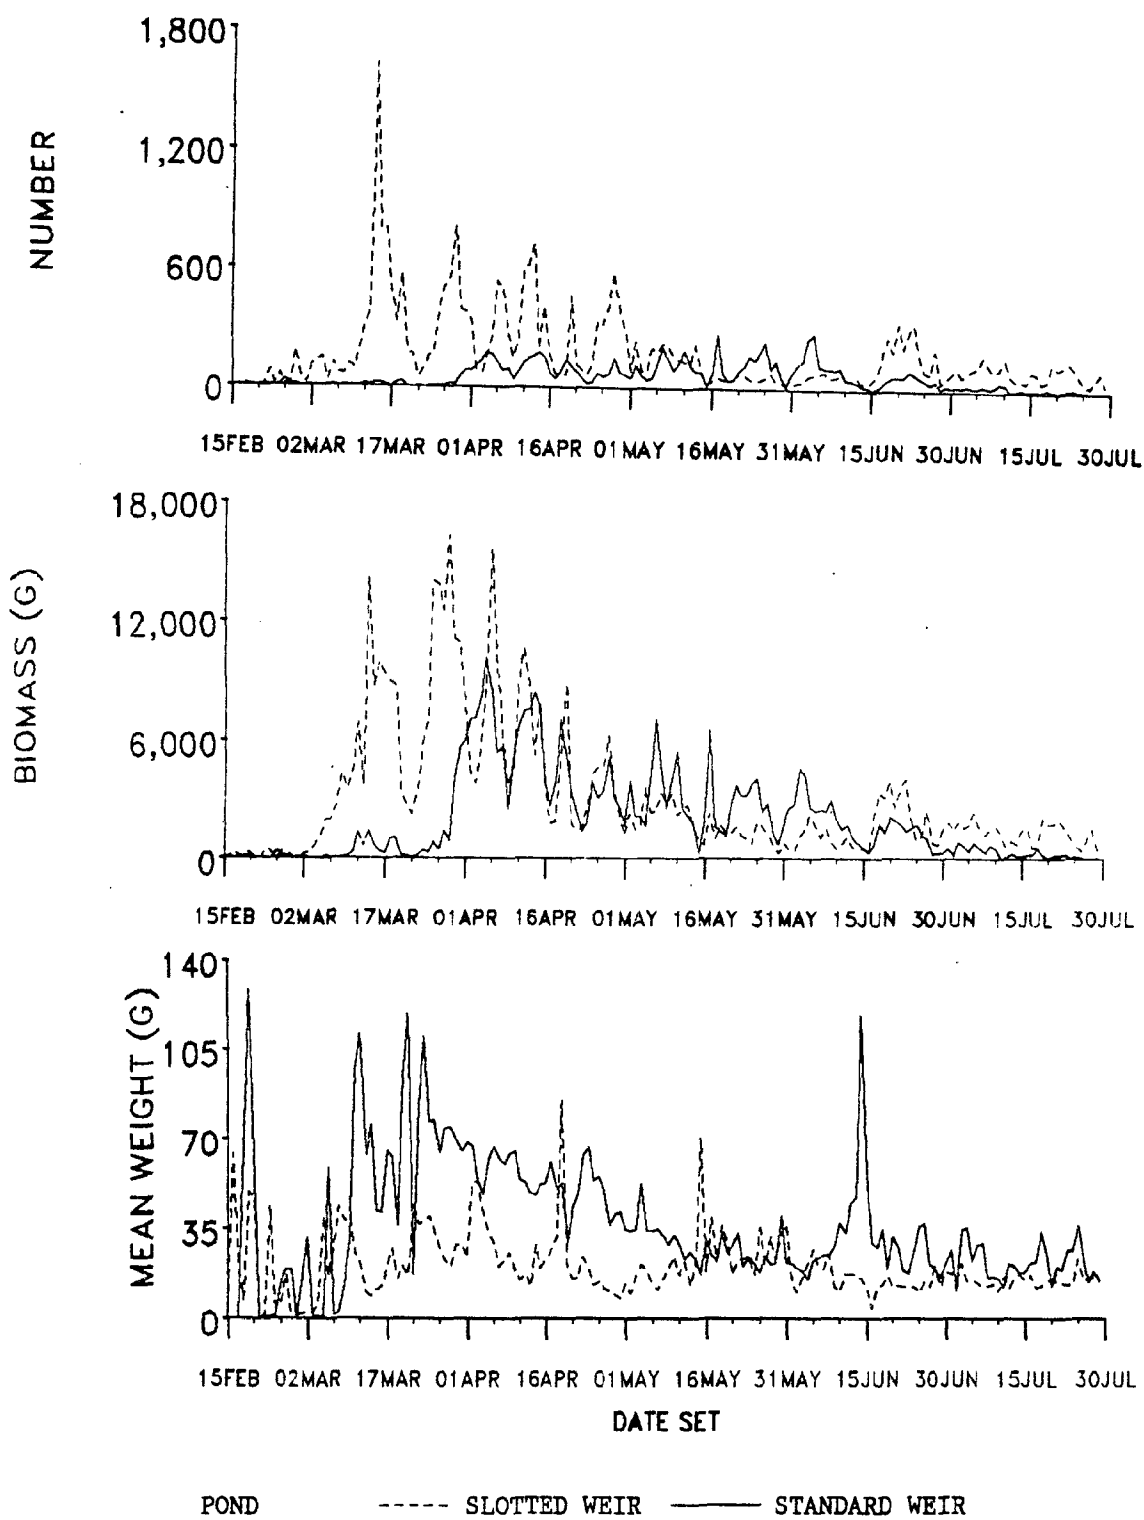 NUMBER
1,800
1,200
600
0
15FEB 02MAR 17MAR 01APR 16APR 01MAY 16MAY 31MAY 15JUN 30JUN 15JUL 30JUL
BIOMASS (G)
18,000
12,000
6,000
0
15FEB 02MAR 17MAR 01APR 16APR 01MAY 16MAY 31MAY 15JUN 30JUN 15JUL 30JUL
MEAN WEIGHT (G)
140
105
70
35
0
15FEB 02MAR 17MAR 01APR 16APR 01MAY 16MAY 31MAY 15JUN 30JUN 15JUL 30JUL
DATE SET
POND SLOTTED WEIR STANDARD WEIR